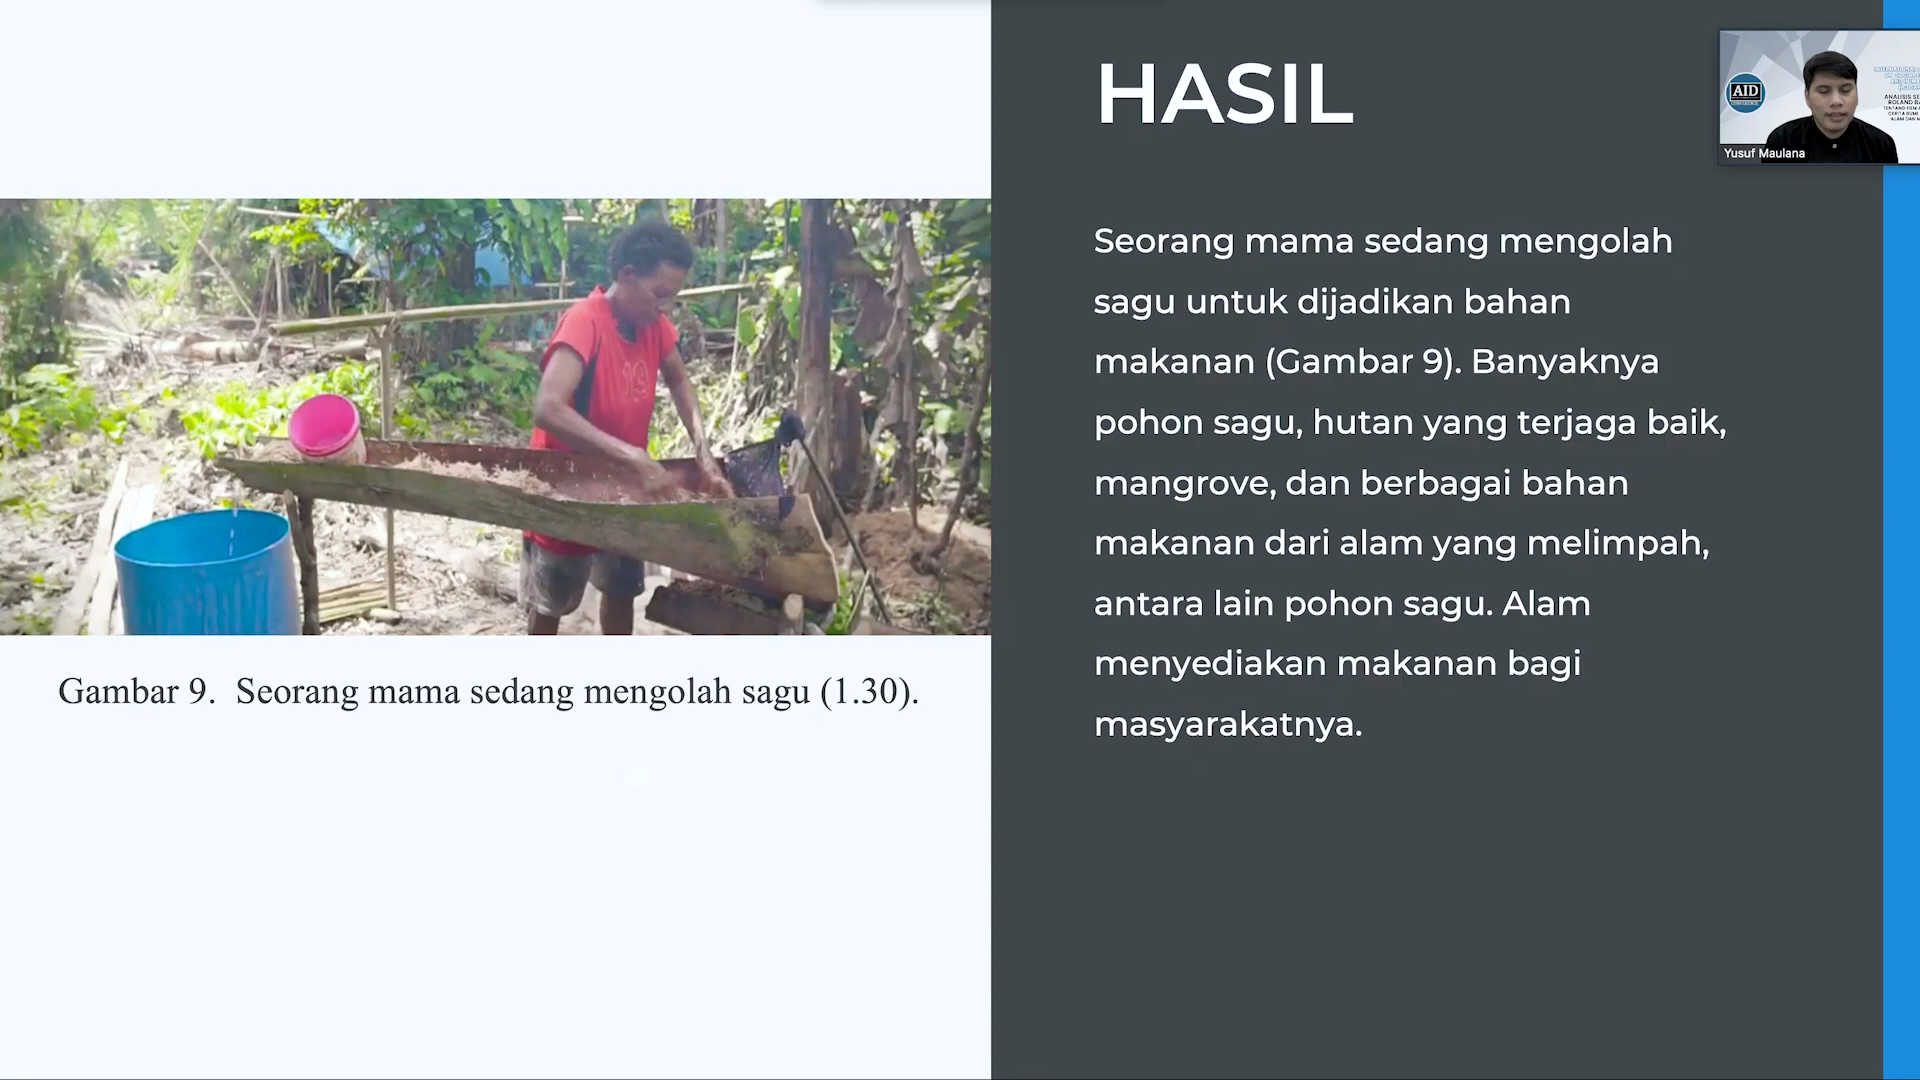 HASIL
Seorang mama sedang mengolah
sagu untuk dijadikan bahan
makanan (Gambar 9). Banyaknya
pohon sagu, hutan yang terjaga baik,
mangrove, dan berbagai bahan
makanan dari alam yang melimpah,
antara lain pohon sagu. Alam
menyediakan makanan bagi
masyarakatnya.
Gambar 9. Seorang mama sedang mengolah sagu (1.30).
AID
Yusuf Maulana
19